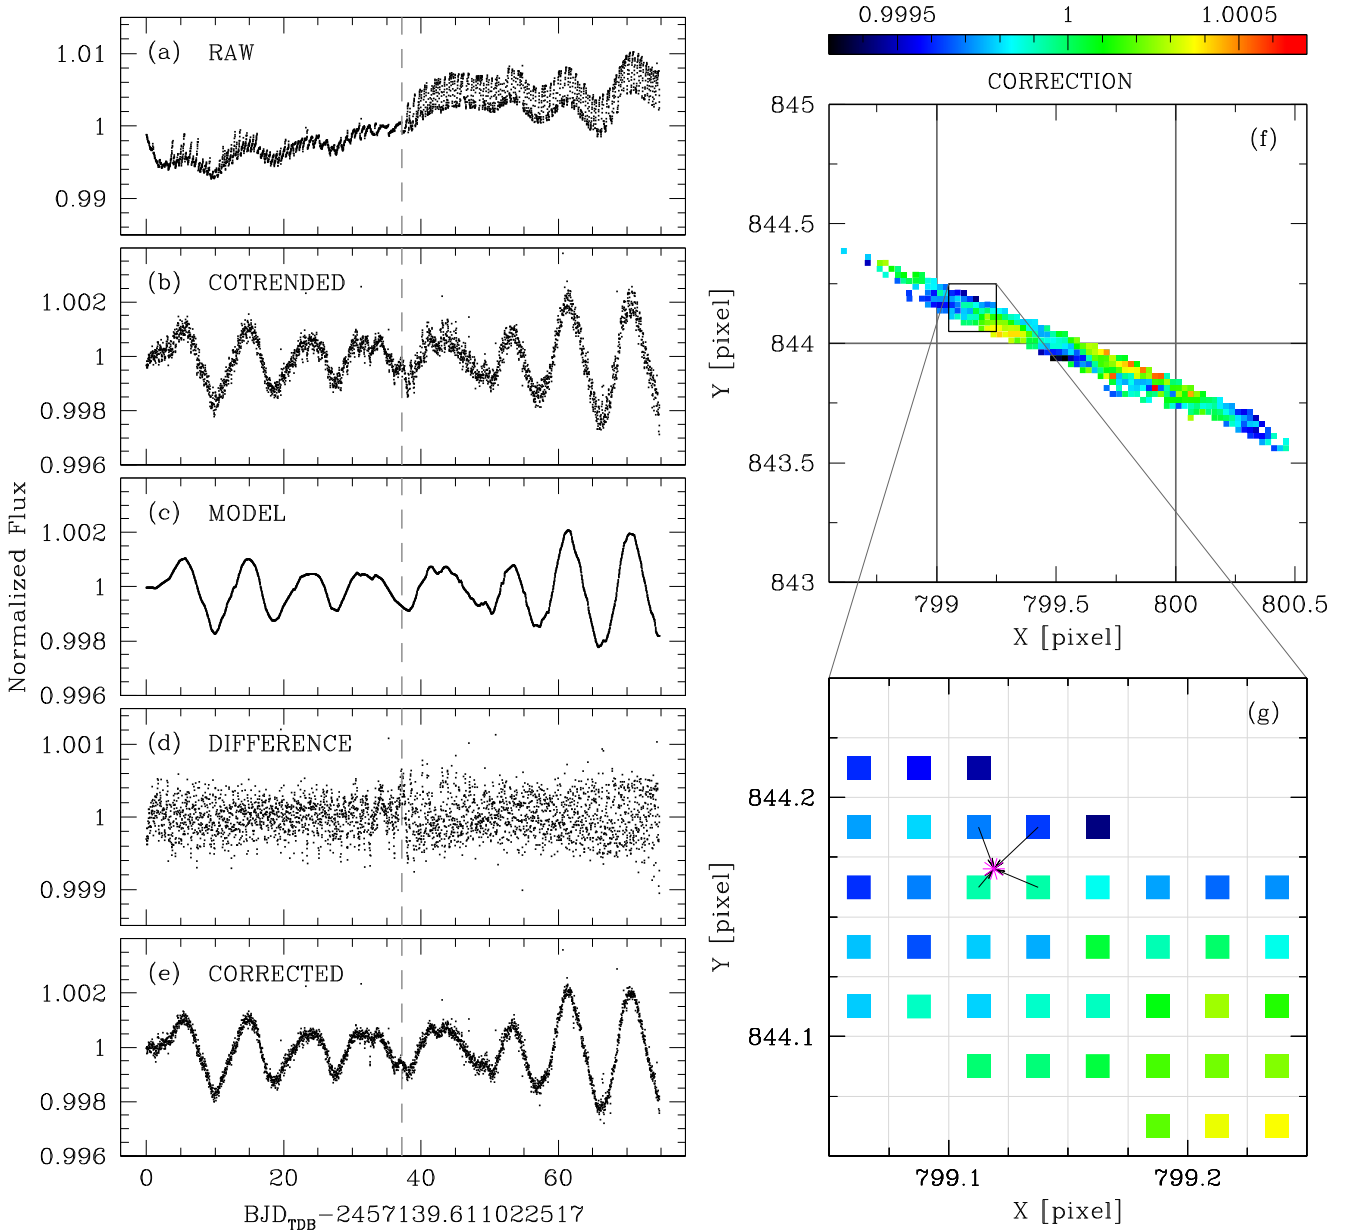 (a) RAW
1.01
1
0.99
(b) COTRENDED
1.002
1
0.998
0.996
(c) MODEL
1.002
1
0.998
0.996
(d) DIFFERENCE
1.001
1
0.999
(e) CORRECTED
1.002
1
0.998
0.996
0 20 40 60
BJD_TDB−2457139.611022517
Normalized Flux
0.9995 1 1.0005
CORRECTION
(f)
845
844.5
844
843.5
843
799 799.5 800 800.5
X [pixel]
Y [pixel]
(g)
844.2
844.1
799.1 799.2
X [pixel]
Y [pixel]